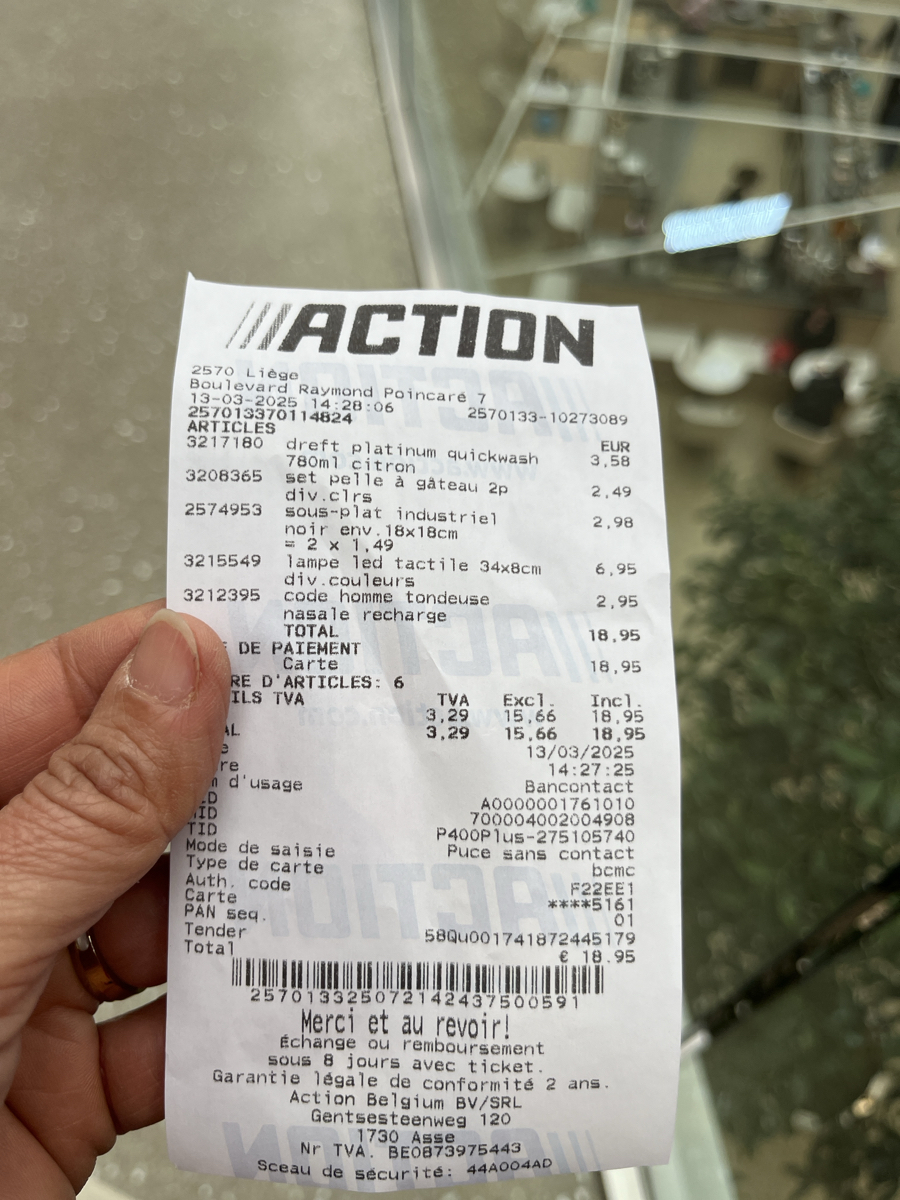 ACTION
2570 Liège
Boulevard Raymond Poincaré 7
13-03-2025 14:28:06 2570133-10273089
257013370114824
ARTICLES EUR
3217180 dreft platinum quickwash 3,58
780ml citron
3208365 set pelle à gâteau 2p 2,49
div.clrs
2574953 sous-plat industriel 2,98
noir env.18x18cm
= 2 x 1,49
3215549 lampe led tactile 34x8cm 6,95
div.couleurs
3212395 code homme tondeuse 2,95
nasale recharge
TOTAL 18,95
DE PAIEMENT
Carte 18,95
RE D'ARTICLES: 6
ILS TVA TVA Excl. Incl.
3,29 15,66 18,95
AL 3,29 15,66 18,95
e 13/03/2025
re 14:27:25
d'usage Bancontact
A0000001761010
ID 700004002004908
TID P400Plus-275105740
Mode de saisie Puce sans contact
Type de carte bcmc
Auth. code F22EE1
Carte ****5161
PAN seq. 01
Tender 58Qu001741872445179
Total € 18.95
257013325072142437500591
Merci et au revoir!
Échange ou remboursement
sous 8 jours avec ticket.
Garantie légale de conformité 2 ans.
Action Belgium BV/SRL
Gentsesteenweg 120
1730 Asse
Nr TVA. BE0873975443
Sceau de sécurité: 44A004AD